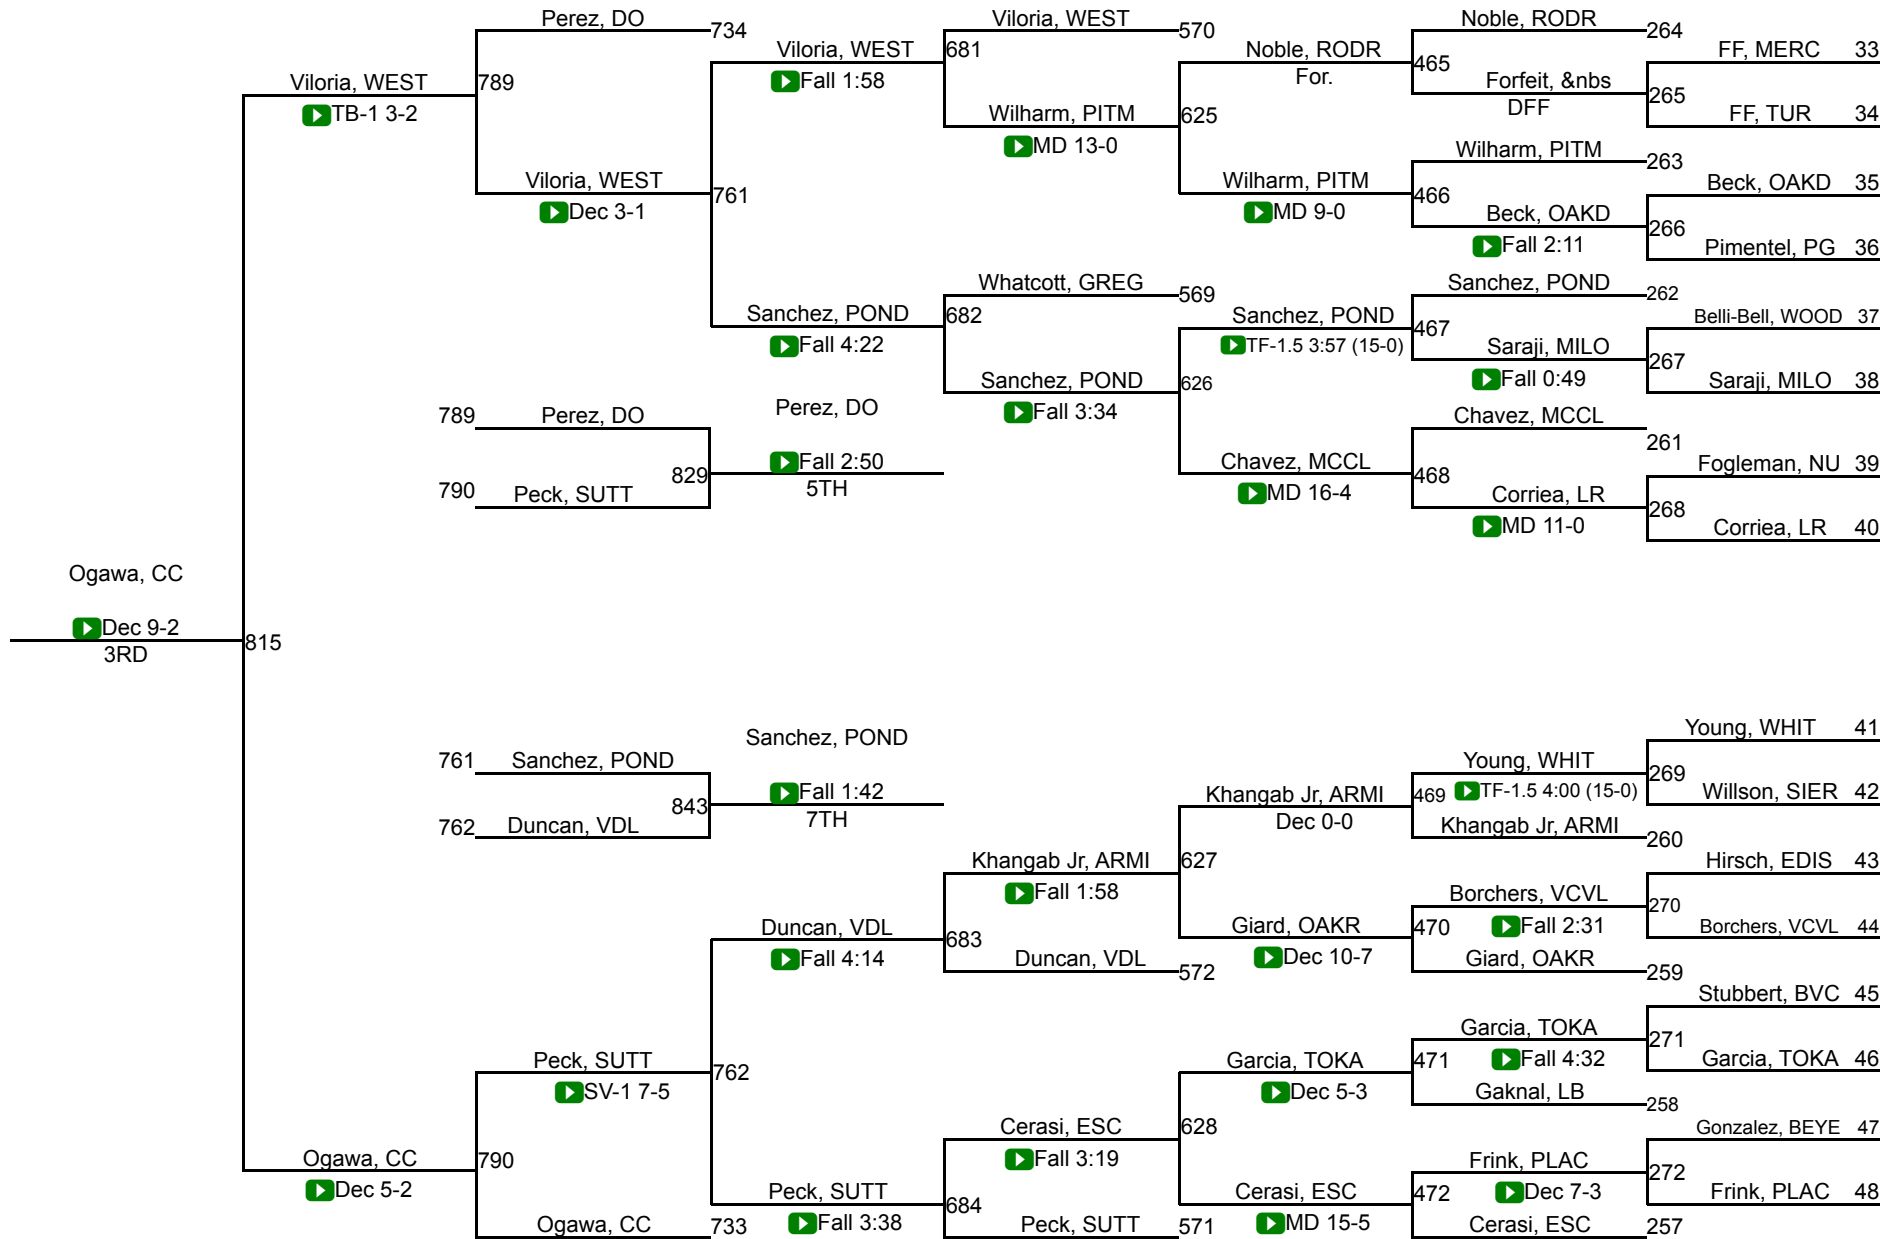 Perez, DO
734
Viloria, WEST
570
Noble, RODR
264
Viloria, WEST
681
Noble, RODR
FF, MERC 33
Fall 1:58
For.
465
Viloria, WEST
789
Forfeit, &nbs
265
TB-1 3-2
Wilharm, PITM
625
DFF
FF, TUR 34
MD 13-0
Wilharm, PITM
263
Viloria, WEST
761
Wilharm, PITM
466
Beck, OAKD 35
Dec 3-1
MD 9-0
Beck, OAKD
266
Fall 2:11
Pimentel, PG 36
Whatcott, GREG
569
Sanchez, POND
262
Sanchez, POND
682
Sanchez, POND
467
Belli-Bell, WOOD 37
Fall 4:22
TF-1.5 3:57 (15-0)
Saraji, MILO
267
Sanchez, POND
626
Fall 0:49
Saraji, MILO 38
Fall 3:34
789
Perez, DO
Perez, DO
Chavez, MCCL
261
829
Fall 2:50
Chavez, MCCL
468
Fogleman, NU 39
790
Peck, SUTT
5TH
MD 16-4
Corriea, LR
268
MD 11-0
Corriea, LR 40
Ogawa, CC
Dec 9-2
815
3RD
Sanchez, POND
Young, WHIT 41
761
Sanchez, POND
Young, WHIT
269
843
Fall 1:42
Khangab Jr, ARMI
469
TF-1.5 4:00 (15-0)
Willson, SIER 42
762
Duncan, VDL
7TH
Dec 0-0
Khangab Jr, ARMI
260
Khangab Jr, ARMI
627
Hirsch, EDIS 43
Fall 1:58
Borchers, VCVL
270
Duncan, VDL
683
Giard, OAKR
470
Fall 2:31
Borchers, VCVL 44
Fall 4:14
Duncan, VDL
572
Dec 10-7
Giard, OAKR
259
Stubbert, BVC 45
Garcia, TOKA
271
Peck, SUTT
762
Garcia, TOKA
471
Fall 4:32
Garcia, TOKA 46
SV-1 7-5
Dec 5-3
Gaknal, LB
258
Cerasi, ESC
628
Gonzalez, BEYE 47
Ogawa, CC
790
Fall 3:19
Frink, PLAC
272
Dec 5-2
Peck, SUTT
684
Cerasi, ESC
472
Dec 7-3
Frink, PLAC 48
Ogawa, CC
733
Fall 3:38
Peck, SUTT
571
MD 15-5
Cerasi, ESC
257
468